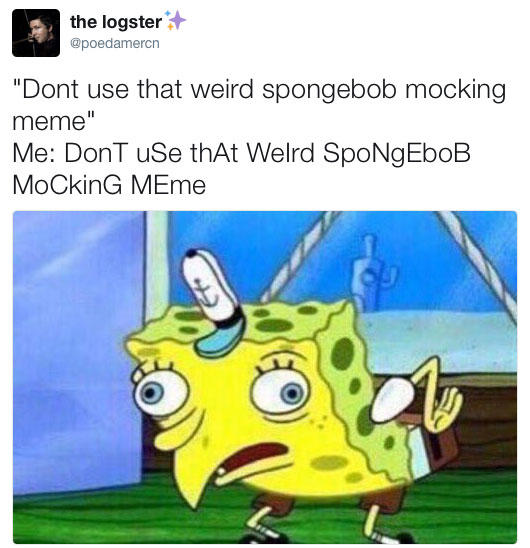 the logster✨
@poedamercn
"Dont use that weird spongebob mocking
meme"
Me: DonT uSe thAt WeIrd SpoNgEboB
MoCkinG MEme